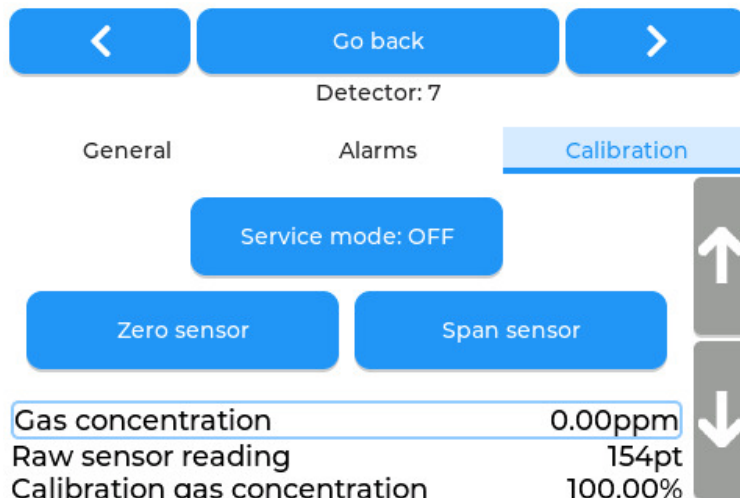 Go back
Detector: 7
General Alarms Calibration
Service mode: OFF
Zero sensor Span sensor
Gas concentration 0.00ppm
Raw sensor reading 154pt
Calibration gas concentration 100.00%